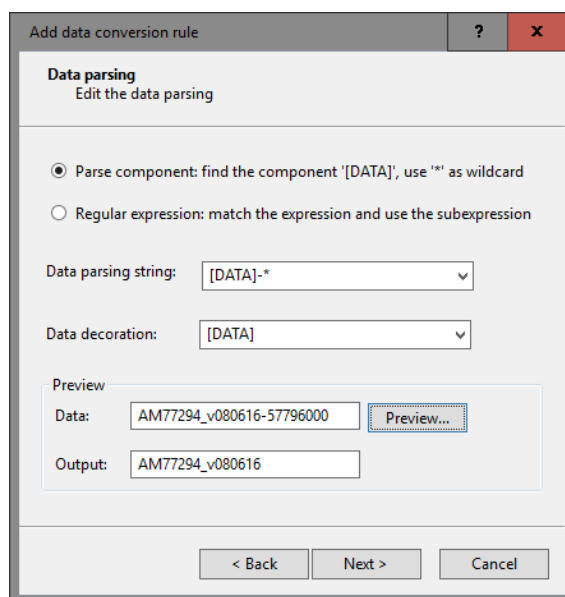 Add data conversion rule
?
x
Data parsing
Edit the data parsing
Parse component: find the component '[DATA]', use '*' as wildcard
Regular expression: match the expression and use the subexpression
Data parsing string: [DATA]-*
Data decoration: [DATA]
Preview
Data: AM77294_v080616-57796000 Preview...
Output: AM77294_v080616
< Back Next > Cancel